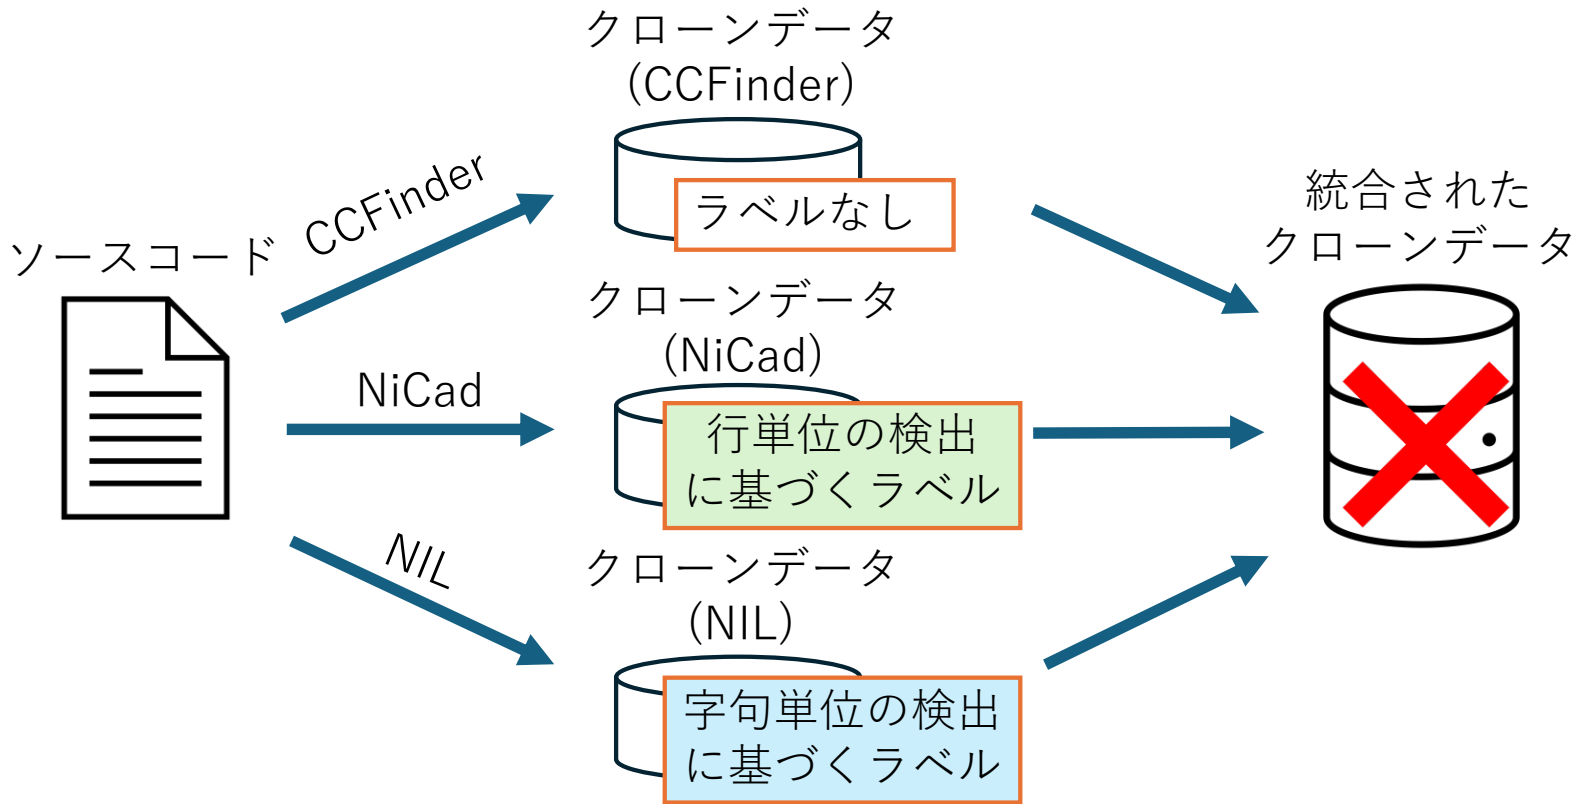 ソースコード
CCFinder
NiCad
NIL
クローンデータ
(CCFinder)
ラベルなし
クローンデータ
(NiCad)
行単位の検出
に基づくラベル
クローンデータ
(NIL)
字句単位の検出
に基づくラベル
統合された
クローンデータ